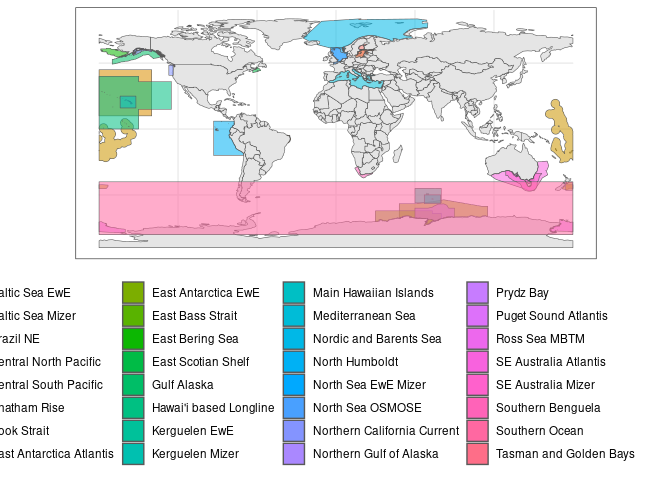 altic Sea EwE
altic Sea Mizer
razil NE
entral North Pacific
entral South Pacific
hatham Rise
ook Strait
ast Antarctica Atlantis
East Antarctica EwE
East Bass Strait
East Bering Sea
East Scotian Shelf
Gulf Alaska
Hawai'i based Longline
Kerguelen EwE
Kerguelen Mizer
Main Hawaiian Islands
Mediterranean Sea
Nordic and Barents Sea
North Humboldt
North Sea EwE Mizer
North Sea OSMOSE
Northern California Current
Northern Gulf of Alaska
Prydz Bay
Puget Sound Atlantis
Ross Sea MBTM
SE Australia Atlantis
SE Australia Mizer
Southern Benguela
Southern Ocean
Tasman and Golden Bays